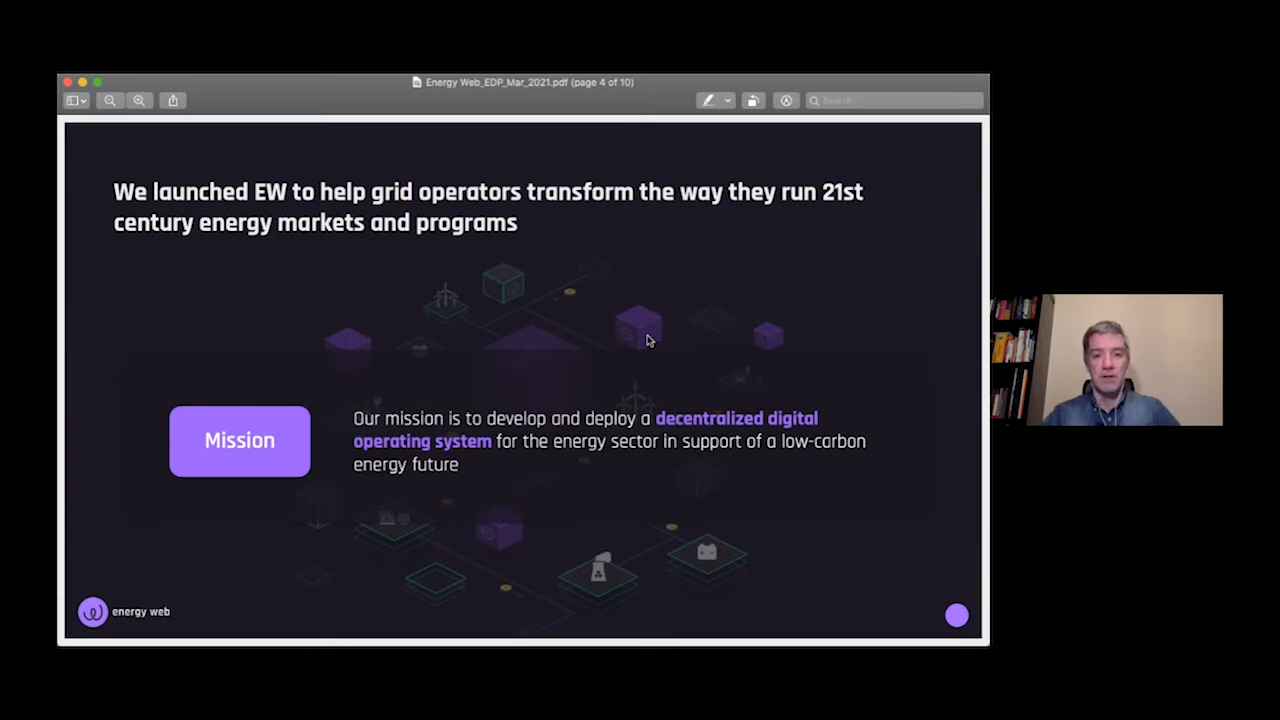 Energy Web_EDP_Mar_2021.pdf (page 4 of 10)
Search
We launched EW to help grid operators transform the way they run 21st
century energy markets and programs
Mission
Our mission is to develop and deploy a decentralized digital
operating system for the energy sector in support of a low-carbon
energy future
energy web